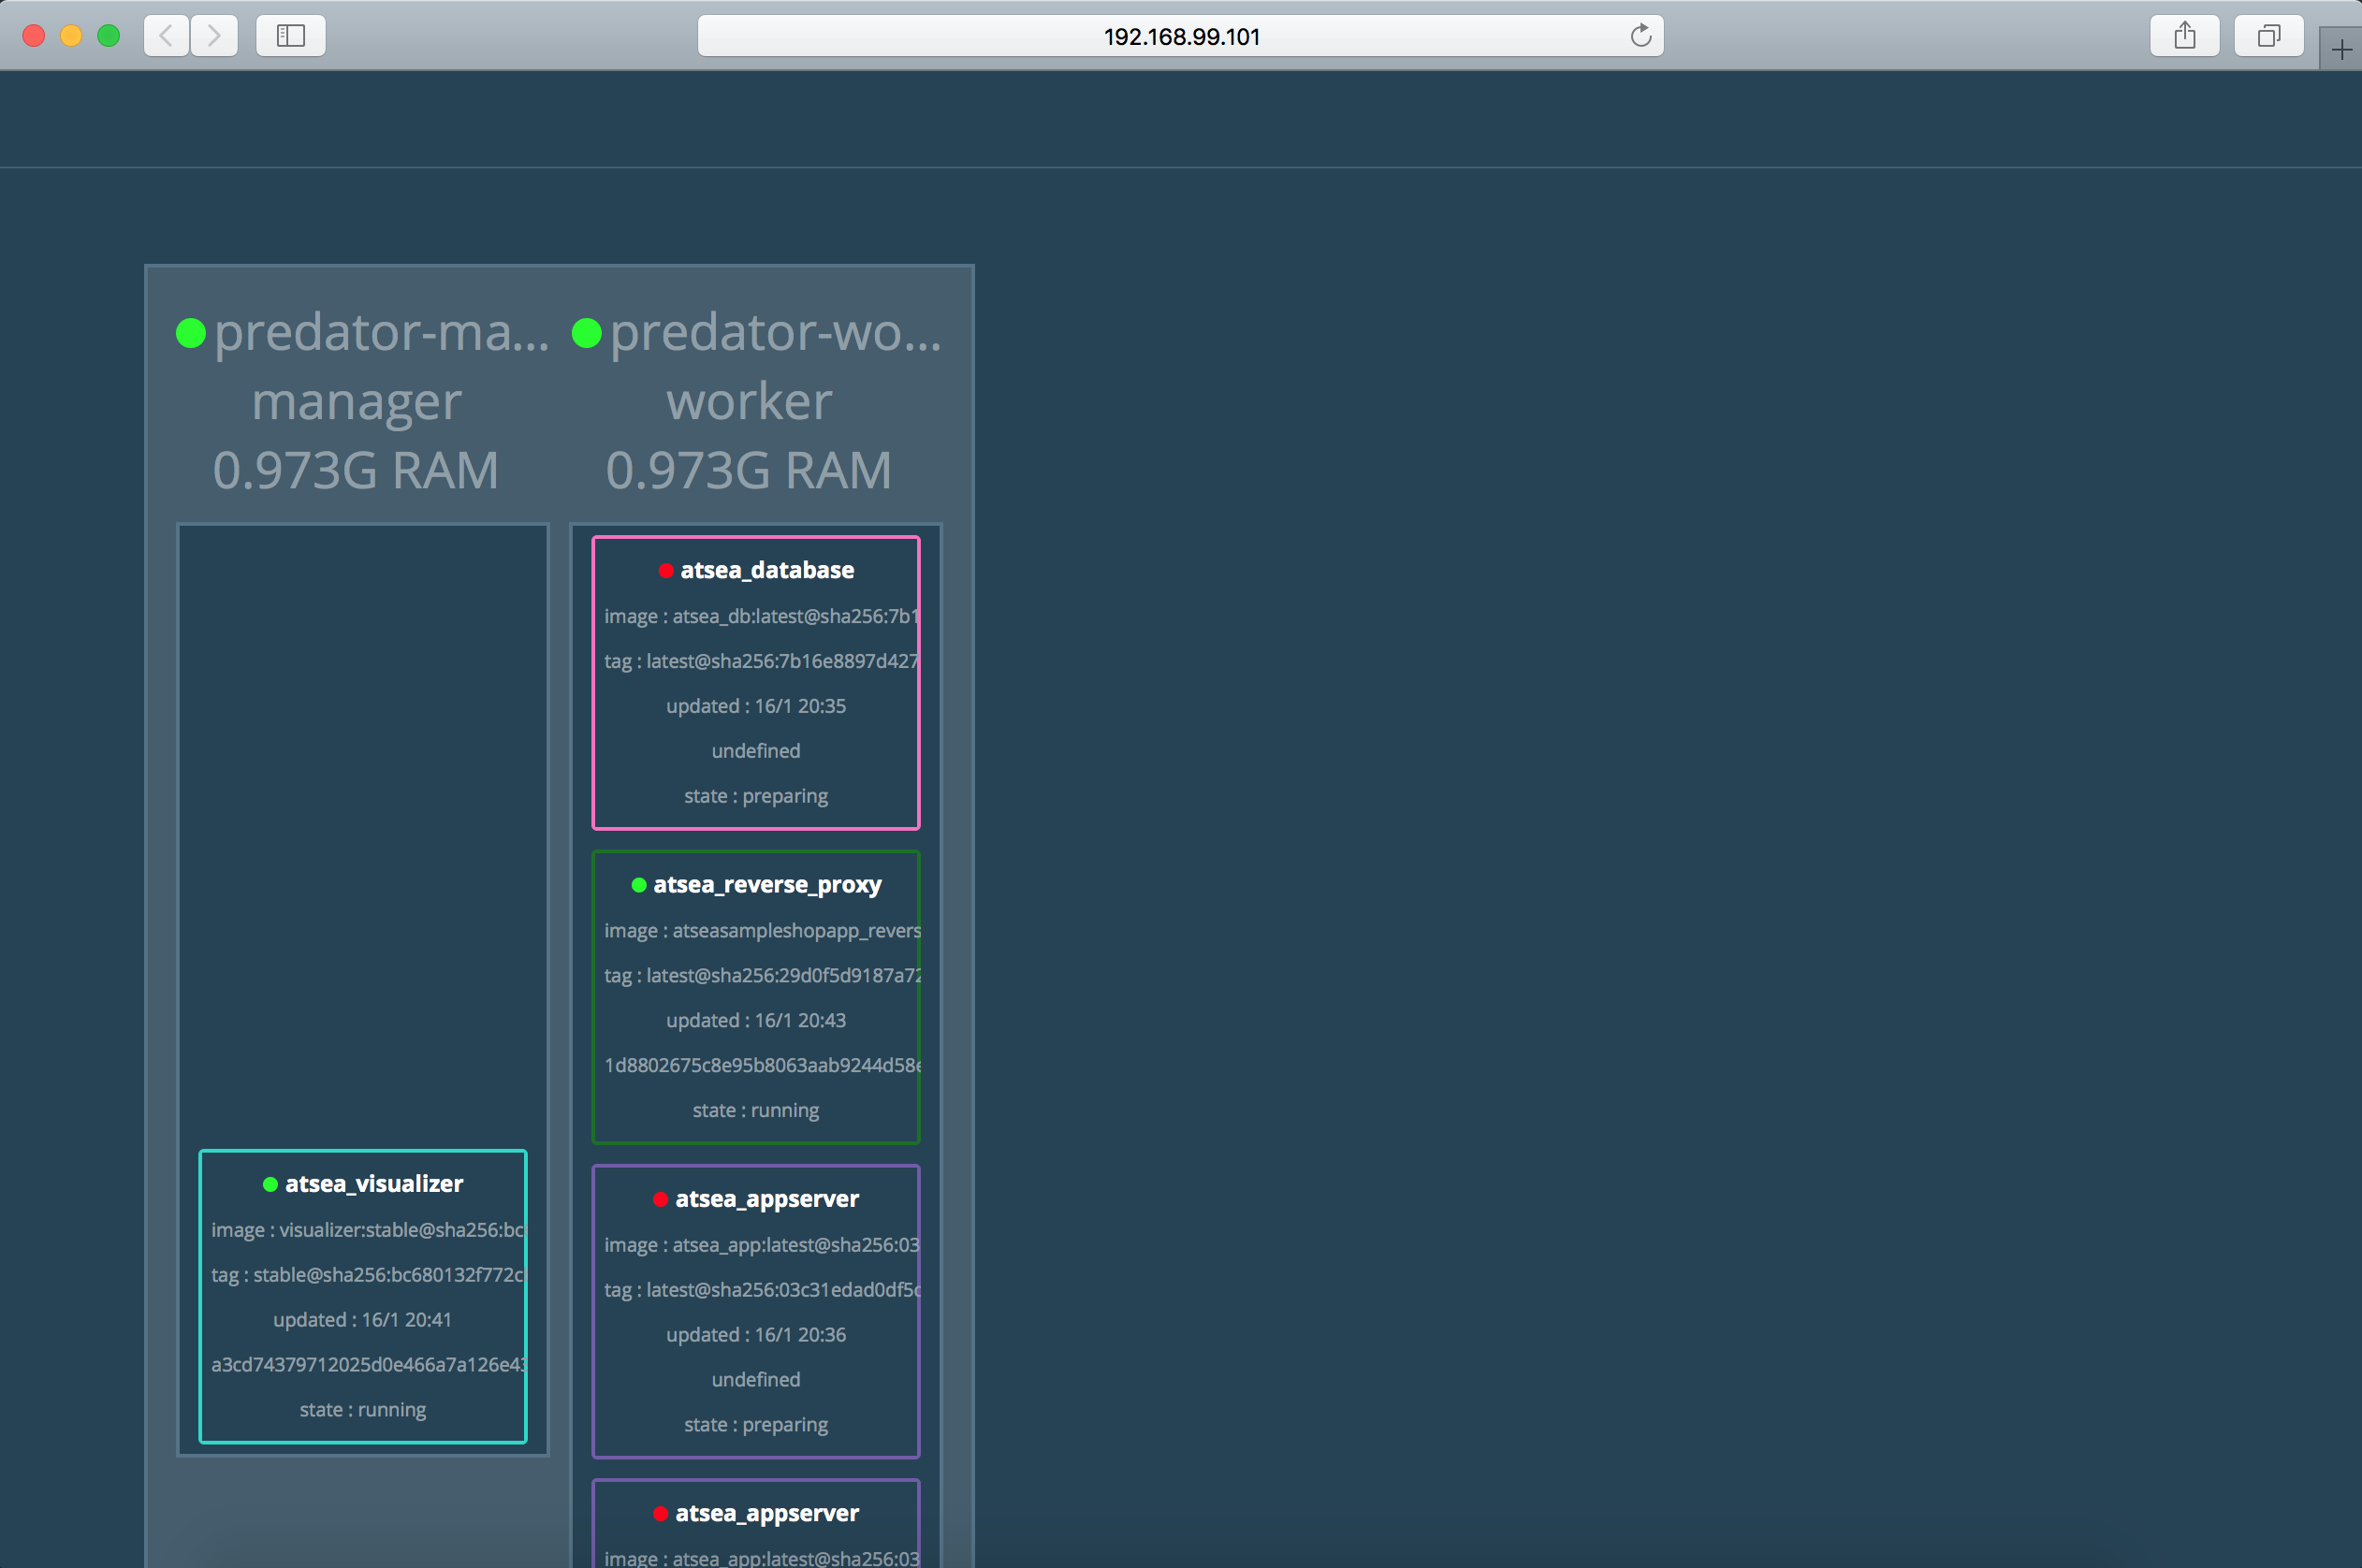 192.168.99.101
predator-ma...
manager
0.973G RAM
predator-wo...
worker
0.973G RAM
atsea_visualizer
image : visualizer:stable@sha256:bc
tag : stable@sha256:bc680132f772c
updated : 16/1 20:41
a3cd74379712025d0e466a7a126e43
state : running
atsea_database
image : atsea_db:latest@sha256:7b1
tag : latest@sha256:7b16e8897d427
updated : 16/1 20:35
undefined
state : preparing
atsea_reverse_proxy
image : atseasampleshopapp_revers
tag : latest@sha256:29d0f5d9187a72
updated : 16/1 20:43
1d8802675c8e95b8063aab9244d58e
state : running
atsea_appserver
image : atsea_app:latest@sha256:03
tag : latest@sha256:03c31edad0df5c
updated : 16/1 20:36
undefined
state : preparing
atsea_appserver
image : atsea_app:latest@sha256:03